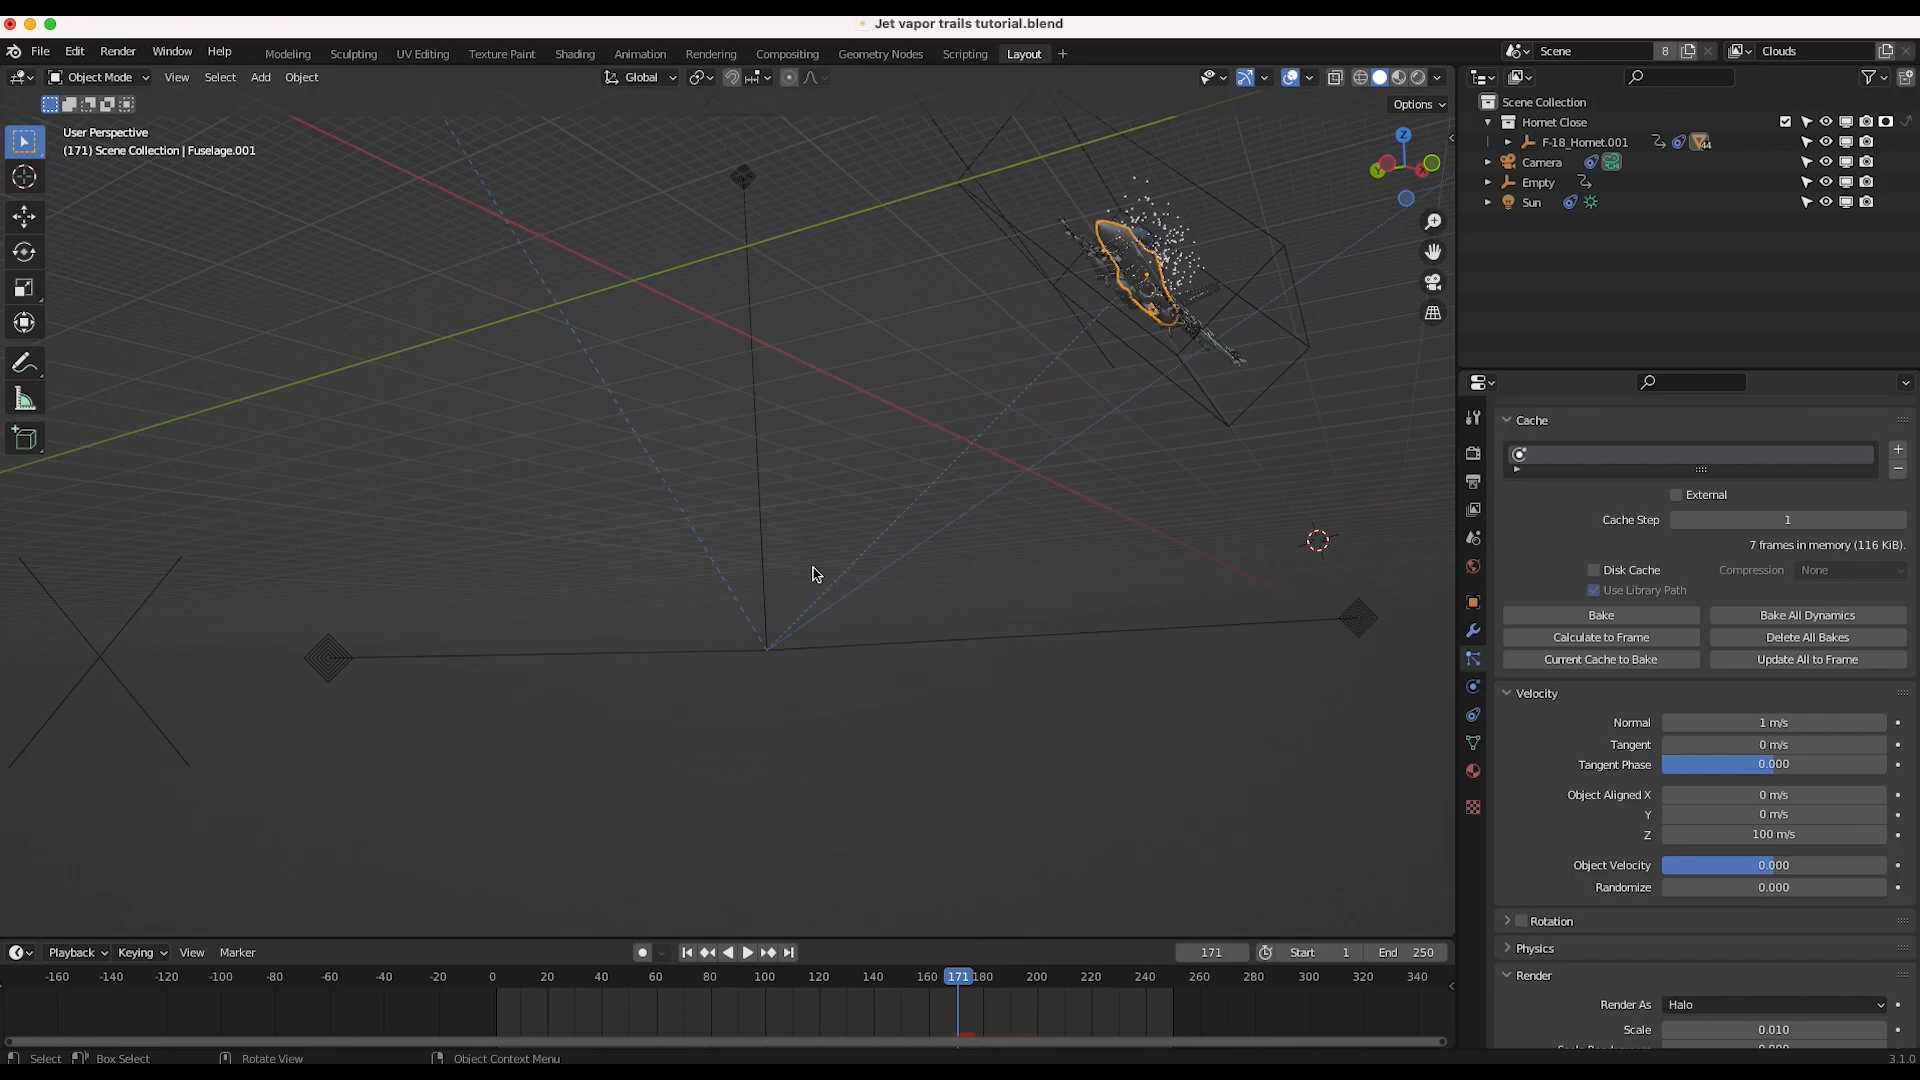 Jet vapor trails tutorial.blend
File Edit Render Window Help Modeling Sculpting UV Editing Texture Paint Shading Animation Rendering Compositing Geometry Nodes Scripting Layout + Scene 8 Clouds
Object Mode View Select Add Object Global
Options
User Perspective
(171) Scene Collection | Fuselage.001
Z
Y
X
Scene Collection
Hornet Close
F-18_Hornet.001 44
Camera
Empty
Sun
Cache
External
Cache Step 1
7 frames in memory (116 KiB).
Disk Cache Compression None
Use Library Path
Bake Bake All Dynamics
Calculate to Frame Delete All Bakes
Current Cache to Bake Update All to Frame
Velocity
Normal 1 m/s
Tangent 0 m/s
Tangent Phase 0.000
Object Aligned X 0 m/s
Y 0 m/s
Z 100 m/s
Object Velocity 0.000
Randomize 0.000
Rotation
Physics
Render
Render As Halo
Scale 0.010
Playback Keying View Marker 171 Start 1 End 250
-160 -140 -120 -100 -80 -60 -40 -20 0 20 40 60 80 100 120 140 160 171 180 200 220 240 260 280 300 320 340
Select Box Select Rotate View Object Context Menu 3.1.0